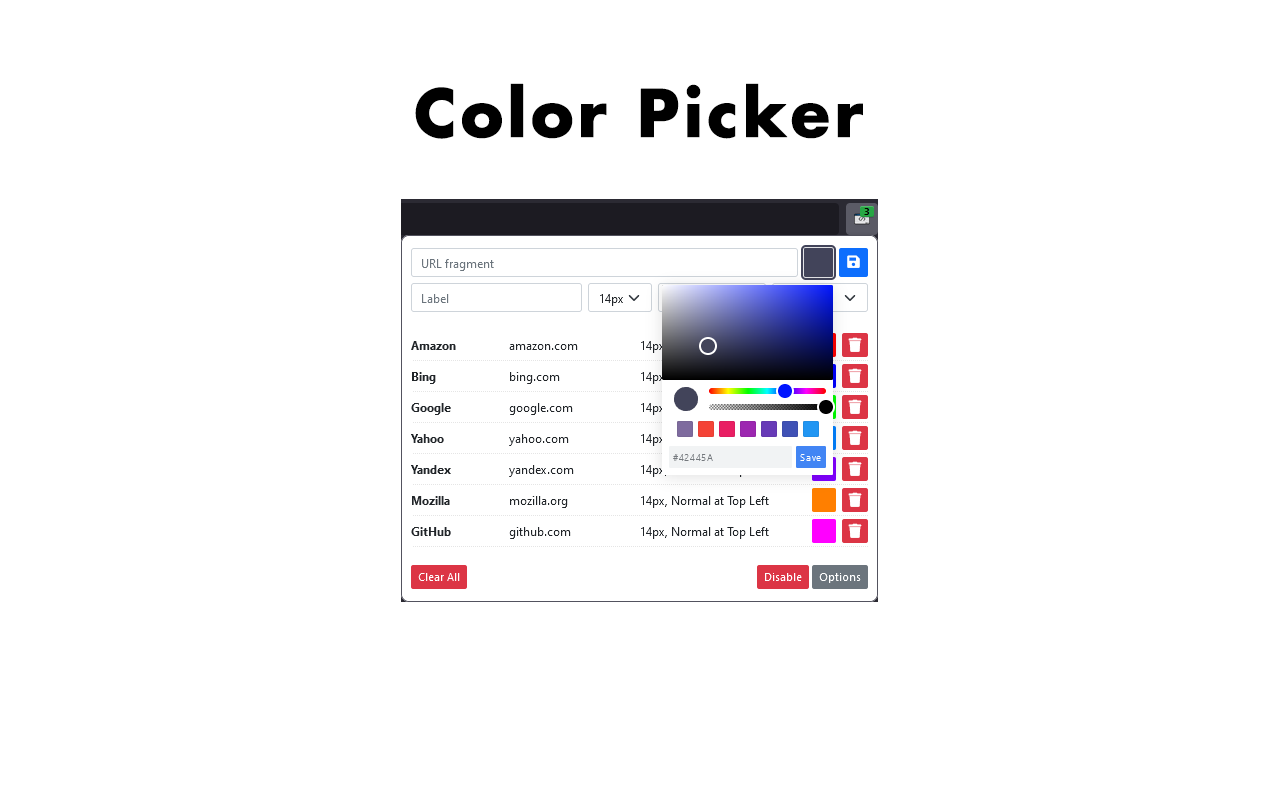 Color Picker
3
URL fragment
Label 14px
Amazon amazon.com 14px
Bing bing.com 14px
Google google.com 14px
Yahoo yahoo.com 14px
#42445A Save
Yandex yandex.com 14px
Mozilla mozilla.org 14px, Normal at Top Left
GitHub github.com 14px, Normal at Top Left
Clear All Disable Options